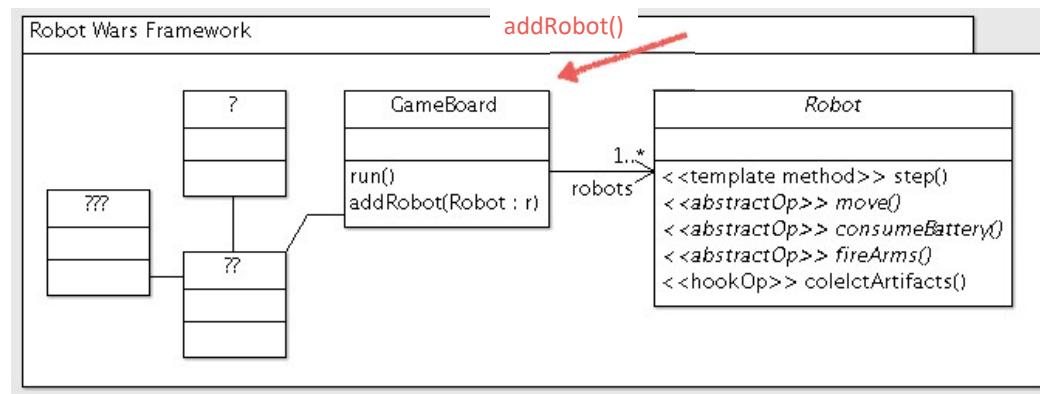 Robot Wars Framework
addRobot()
?
GameBoard
run()
addRobot(Robot : r)
1..*
robots
Robot
<<template method>> step()
<<abstractOp>> move()
<<abstractOp>> consumeBattery()
<<abstractOp>> fireArms()
<<hookOp>> colelctArtifacts()
???
??